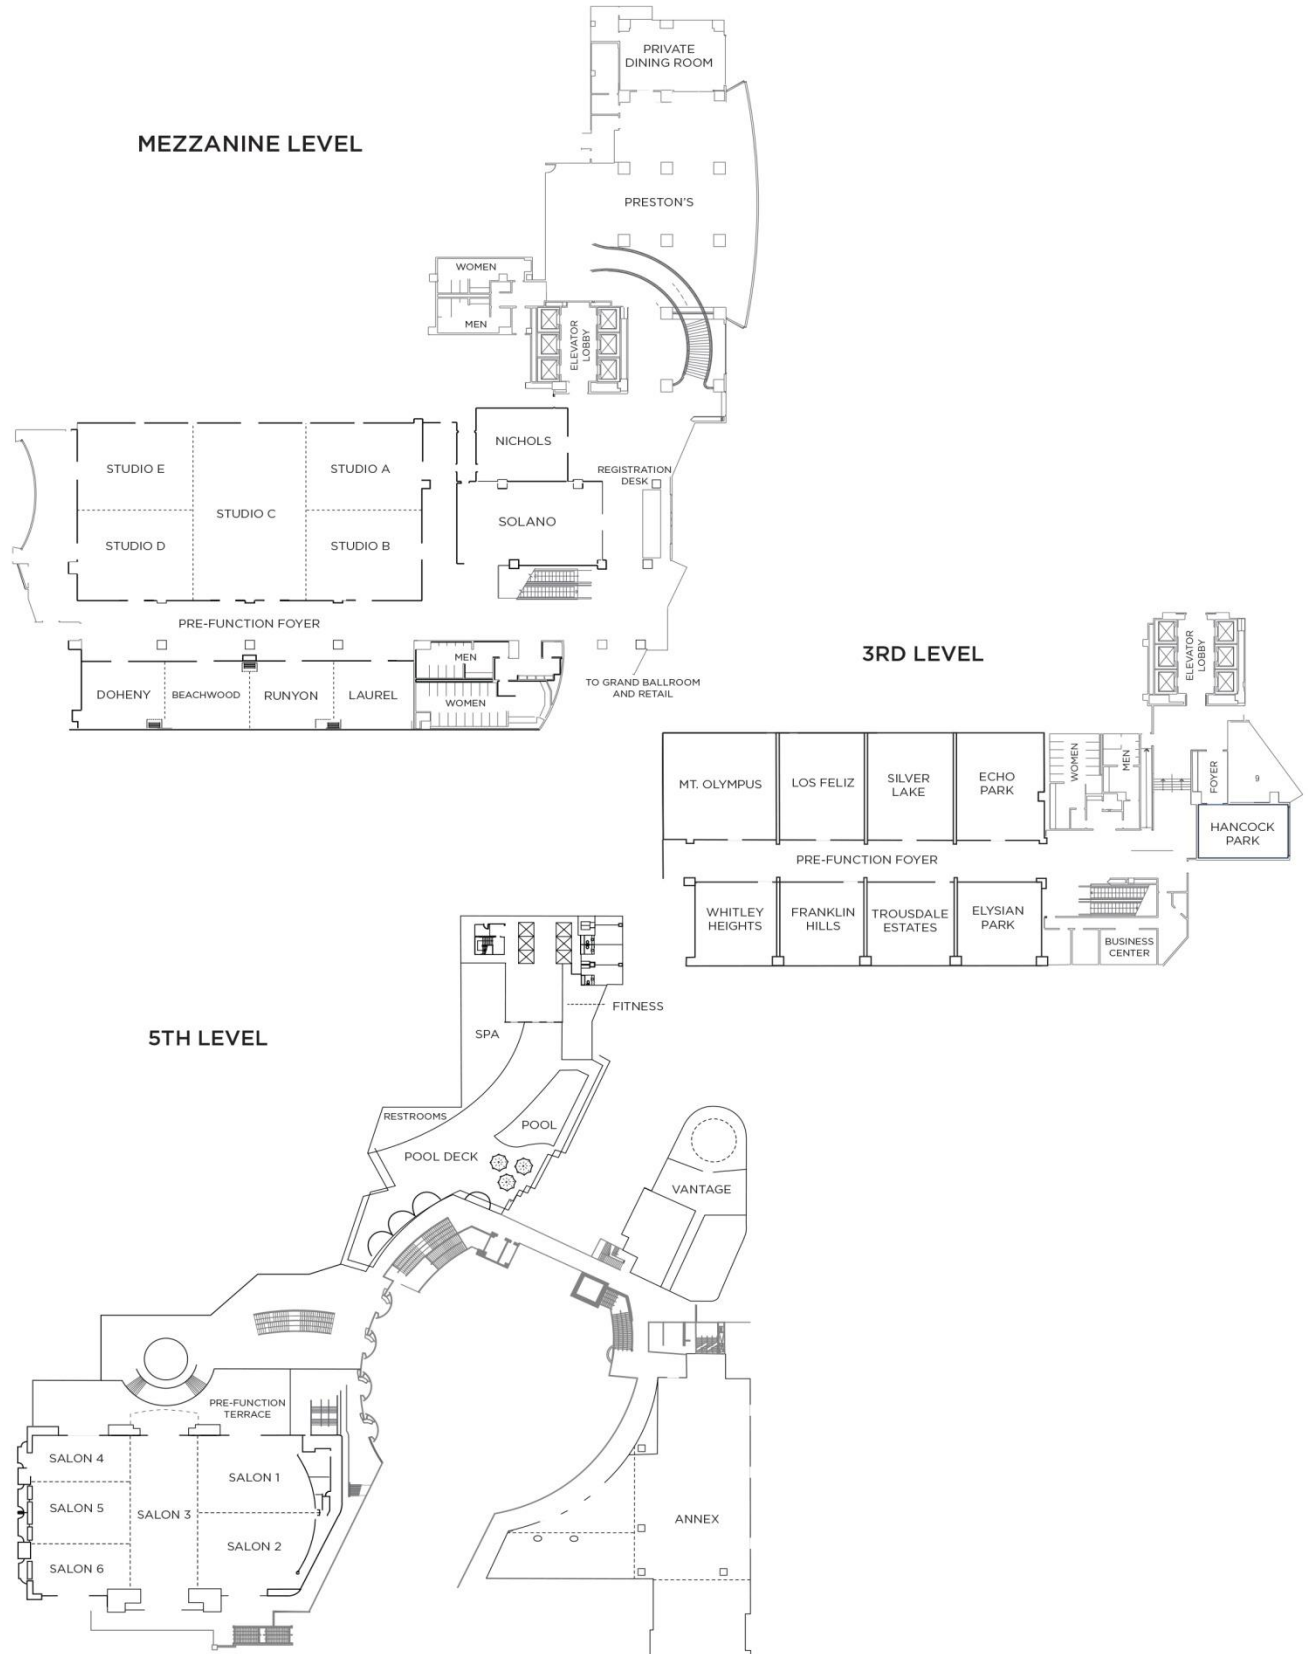 PRIVATE
DINING ROOM
MEZZANINE LEVEL
PRESTON'S
WOMEN
MEN
ELEVATOR
LOBBY
NICHOLS
STUDIO E
STUDIO A
REGISTRATION
DESK
STUDIO C
SOLANO
STUDIO D
STUDIO B
PRE-FUNCTION FOYER
MEN
DOHENY
BEACHWOOD
RUNYON
LAUREL
WOMEN
TO GRAND BALLROOM
AND RETAIL
3RD LEVEL
ELEVATOR
LOBBY
WOMEN
MEN
FOYER
9
MT. OLYMPUS
LOS FELIZ
SILVER
LAKE
ECHO
PARK
HANCOCK
PARK
PRE-FUNCTION FOYER
WHITLEY
HEIGHTS
FRANKLIN
HILLS
TROUSDALE
ESTATES
ELYSIAN
PARK
BUSINESS
CENTER
5TH LEVEL
FITNESS
SPA
RESTROOMS
POOL
POOL DECK
VANTAGE
PRE-FUNCTION
TERRACE
SALON 4
SALON 1
SALON 5
SALON 3
ANNEX
SALON 2
SALON 6